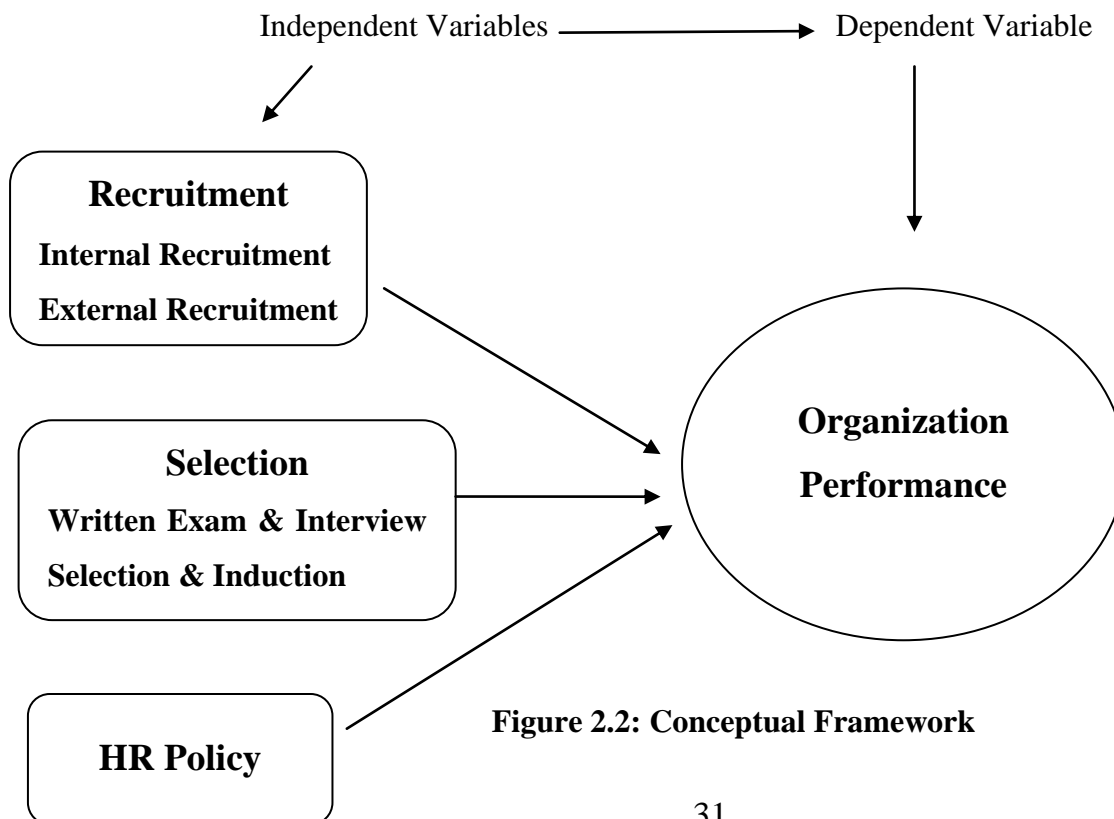 Independent Variables
Dependent Variable
Recruitment
Internal Recruitment
External Recruitment
Selection
Written Exam & Interview
Selection & Induction
HR Policy
Organization
Performance
Figure 2.2: Conceptual Framework
31